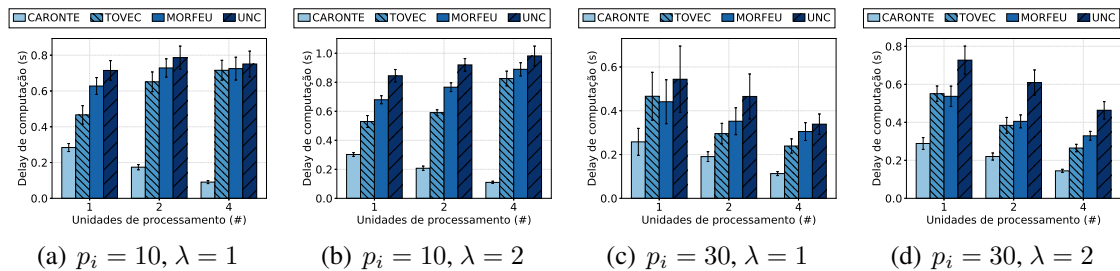 CARONTE TOVEC MORFEU UNC
Delay de computação (s)
0.8
0.6
0.4
0.2
0.0
1 2 4
Unidades de processamento (#)
(a) pᵢ = 10, λ = 1
CARONTE TOVEC MORFEU UNC
Delay de computação (s)
1.0
0.8
0.6
0.4
0.2
0.0
1 2 4
Unidades de processamento (#)
(b) pᵢ = 10, λ = 2
CARONTE TOVEC MORFEU UNC
Delay de computação (s)
0.6
0.4
0.2
0.0
1 2 4
Unidades de processamento (#)
(c) pᵢ = 30, λ = 1
CARONTE TOVEC MORFEU UNC
Delay de computação (s)
0.8
0.6
0.4
0.2
0.0
1 2 4
Unidades de processamento (#)
(d) pᵢ = 30, λ = 2